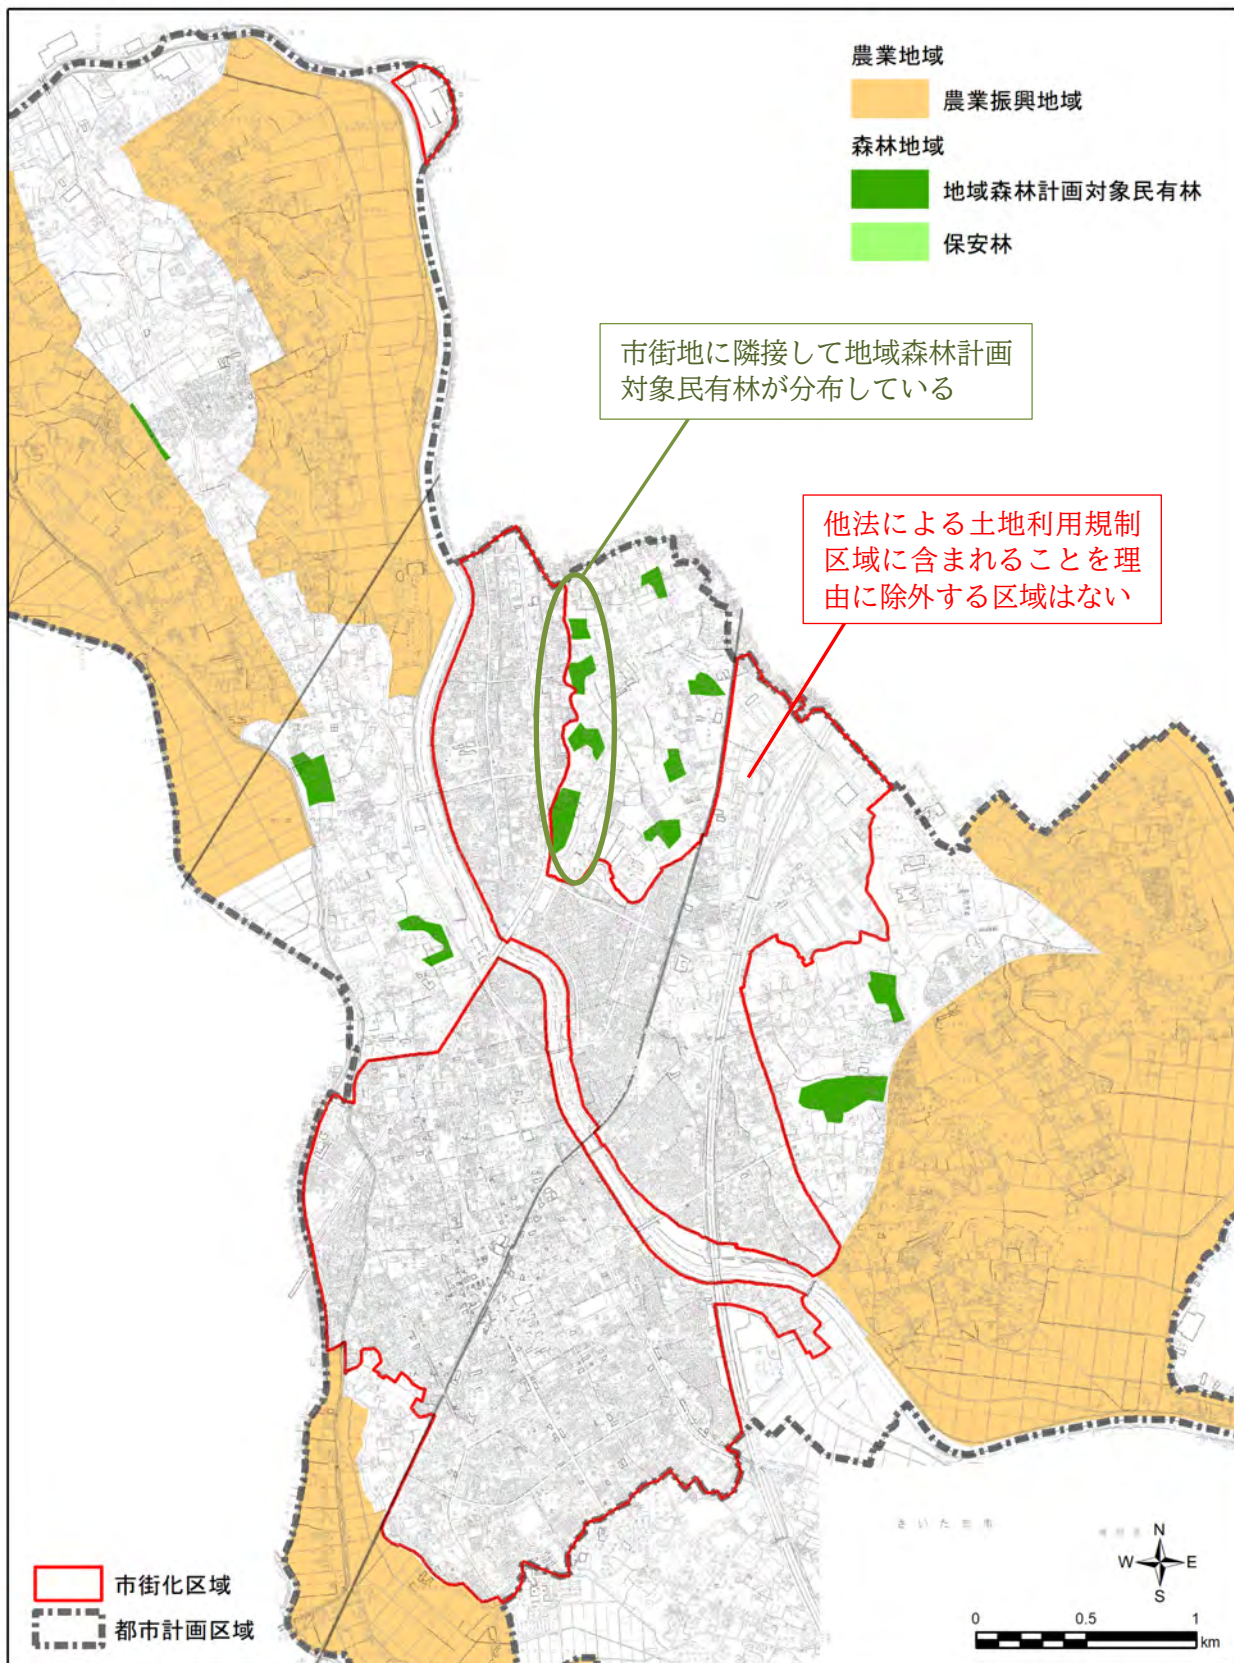 農業地域
農業振興地域
森林地域
地域森林計画対象民有林
保安林
市街地に隣接して地域森林計画
対象民有林が分布している
他法による土地利用規制
区域に含まれることを理
由に除外する区域はない
さいたま市
N
W
E
S
市街化区域
都市計画区域
0
0.5
1
km